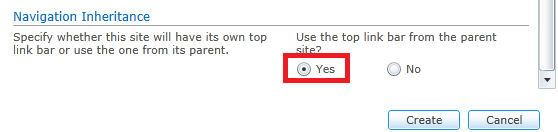 Navigation Inheritance
Specify whether this site will have its own top
link bar or use the one from its parent.
Use the top link bar from the parent
site?
Yes
No
Create
Cancel